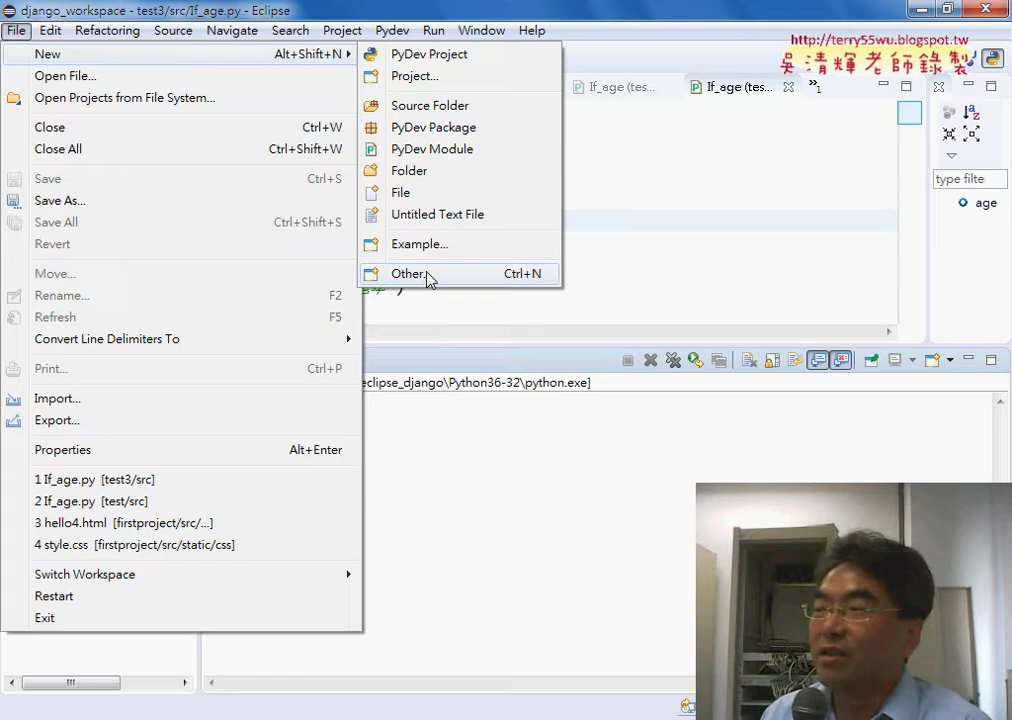 django_workspace - test3/src/If_age.py - Eclipse
File Edit Refactoring Source Navigate Search Project Pydev Run Window Help
http://terry55wu.blogspot.tw
吳清輝老師錄製
New Alt+Shift+N
Open File...
Open Projects from File System...
Close Ctrl+W
Close All Ctrl+Shift+W
Save Ctrl+S
Save As...
Save All Ctrl+Shift+S
Revert
Move...
Rename... F2
Refresh F5
Convert Line Delimiters To
Print... Ctrl+P
Import...
Export...
Properties Alt+Enter
1 If_age.py [test3/src]
2 If_age.py [test/src]
3 hello4.html [firstproject/src/...]
4 style.css [firstproject/src/static/css]
Switch Workspace
Restart
Exit
PyDev Project
Project...
Source Folder
PyDev Package
PyDev Module
Folder
File
Untitled Text File
Example...
Other... Ctrl+N
If_age (tes...
If_age (tes...
»1
type filte
age
eclipse_django\Python36-32\python.exe]